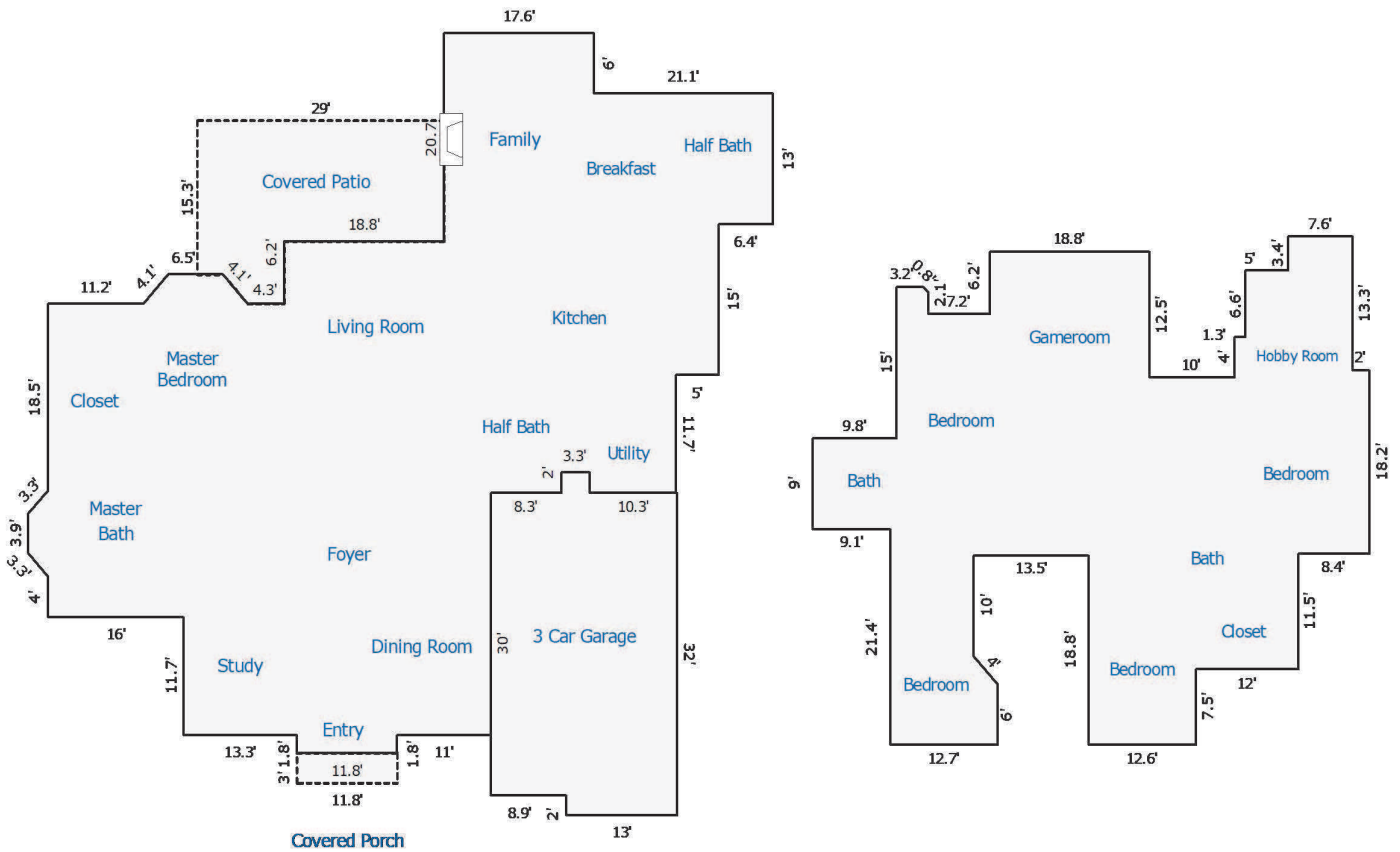 17.6'
9'
21.1'
29'
20.7
Family
Half Bath
13'
Breakfast
Covered Patio
15.3'
18.8'
6.4'
6.2'
6.5'
4.1'
4.1'
4.3'
11.2'
Living Room
Kitchen
15'
Master
Bedroom
18.5'
Closet
5'
11.7'
Half Bath
Utility
3.3'
2'
8.3'
10.3'
3.3'
Master
Bath
3.9'
3.3'
4'
Foyer
16'
11.7'
Study
Dining Room
30'
3 Car Garage
32'
Entry
13.3'
1.8'
1.8'
11'
3'
11.8'
11.8'
8.9'
2'
13'
Covered Porch
7.6'
3.4'
5'
18.8'
6.2'
3.2'
0.8'
2.1'
7.2'
12.5'
6.6'
13.3'
Gameroom
1.3'
4'
Hobby Room
2'
10'
15'
Bedroom
9.8'
9'
Bath
9.1'
Bedroom
18.2'
13.5'
Bath
8.4'
10'
11.5'
21.4'
18.8'
Closet
4'
Bedroom
Bedroom
12'
6'
7.5'
12.7'
12.6'